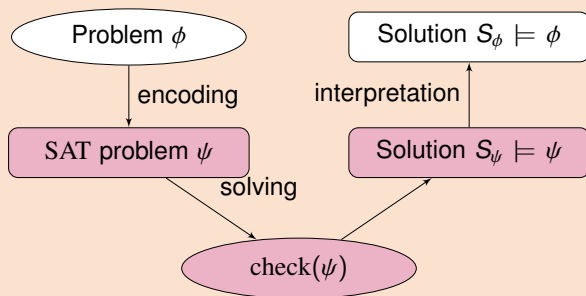 Problem ϕ
Solution S_ϕ ⊨ ϕ
encoding
interpretation
SAT problem ψ
Solution S_ψ ⊨ ψ
solving
check(ψ)